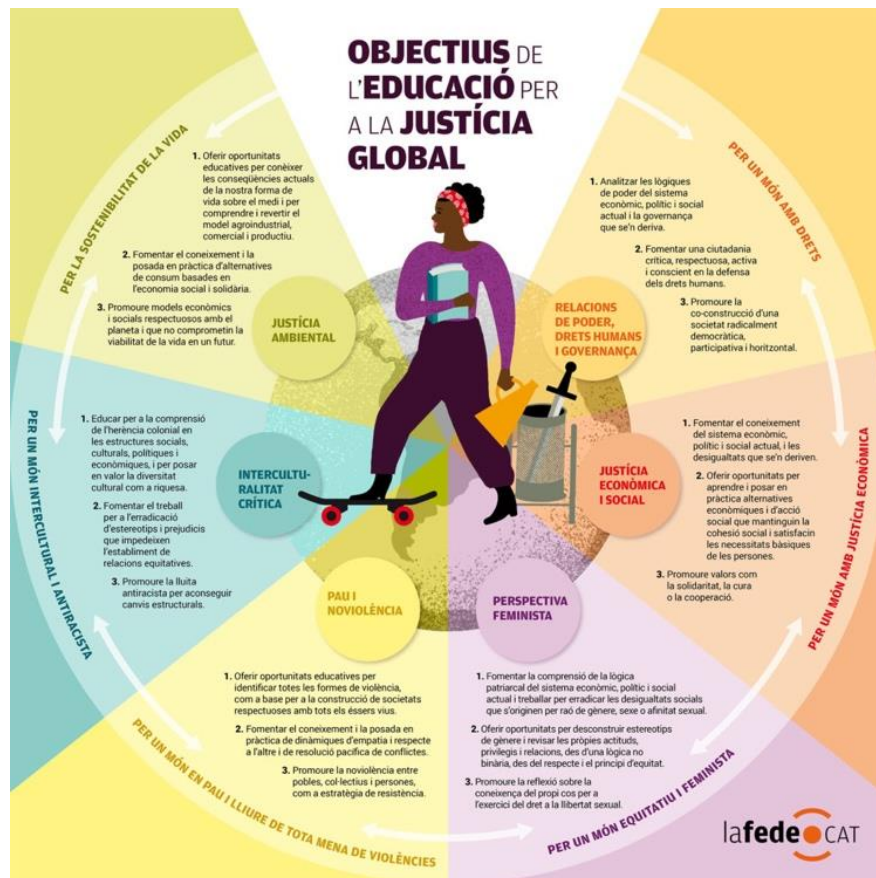 OBJECTIUS DE
L'EDUCACIÓ PER
A LA JUSTÍCIA
GLOBAL
PER UN MÓN AMB DRETS
1. Analitzar les lògiques
de poder del sistema
econòmic, polític i social
actual i la governança
que se'n deriva.
2. Fomentar una ciutadania
crítica, respectuosa, activa
i conscient en la defensa
dels drets humans.
3. Promoure la
co-construcció d'una
societat radicalment
democràtica,
participativa i horitzontal.
RELACIONS
DE PODER,
DRETS HUMANS
I GOVERNANÇA
PER UN MÓN AMB JUSTÍCIA ECONÒMICA
1. Fomentar el coneixement
del sistema econòmic,
polític i social actual, i les
desigualtats que se'n deriven.
2. Oferir oportunitats per
aprendre i posar en
pràctica alternatives
econòmiques i d'acció
social que mantinguin la
cohesió social i satisfacin
les necessitats bàsiques
de les persones.
3. Promoure valors com
la solidaritat, la cura
o la cooperació.
JUSTÍCIA
ECONÒMICA
I SOCIAL
PERSPECTIVA
FEMINISTA
1. Fomentar la comprensió de la lògica
patriarcal del sistema econòmic, polític i social
actual i treballar per erradicar les desigualtats socials
que s'originen per raó de gènere, sexe o afinitat sexual.
2. Oferir oportunitats per desconstruir estereotips
de gènere i revisar les pròpies actituds,
privilegis i relacions, des d'una lògica no
binària, des del respecte i el principi d'equitat.
3. Promoure la reflexió sobre la
coneixença del propi cos per a
l'exercici del dret a la llibertat sexual.
PER UN MÓN EQUITATIU I FEMINISTA
PAU I
NOVIOLÈNCIA
1. Oferir oportunitats educatives per
identificar totes les formes de violència,
com a base per a la construcció de societats
respectuoses amb tots els éssers vius.
2. Fomentar el coneixement i la posada en
pràctica de dinàmiques d'empatia i respecte
a l'altre i de resolució pacífica de conflictes.
3. Promoure la noviolència entre
pobles, col·lectius i persones,
com a estratègia de resistència.
PER UN MÓN EN PAU I LLIURE DE TOTA MENA DE VIOLÈNCIES
PER UN MÓN INTERCULTURAL I ANTIRACISTA
1. Educar per a la comprensió
de l'herència colonial en
les estructures socials,
culturals, polítiques i
econòmiques, i per posar
en valor la diversitat
cultural com a riquesa.
2. Fomentar el treball
per a l'erradicació
d'estereotips i prejudicis
que impedeixen
l'establiment de
relacions equitatives.
3. Promoure la lluita
antiracista per aconseguir
canvis estructurals.
INTERCULTU-
RALITAT
CRÍTICA
PER LA SOSTENIBILITAT DE LA VIDA
1. Oferir oportunitats
educatives per conèixer
les conseqüències actuals
de la nostra forma de
vida sobre el medi i per
comprendre i revertir el
model agroindustrial,
comercial i productiu.
2. Fomentar el coneixement i la
posada en pràctica d'alternatives
de consum basades en
l'economia social i solidària.
3. Promoure models econòmics
i socials respectuosos amb el
planeta i que no comprometin la
viabilitat de la vida en un futur.
JUSTÍCIA
AMBIENTAL
lafede CAT